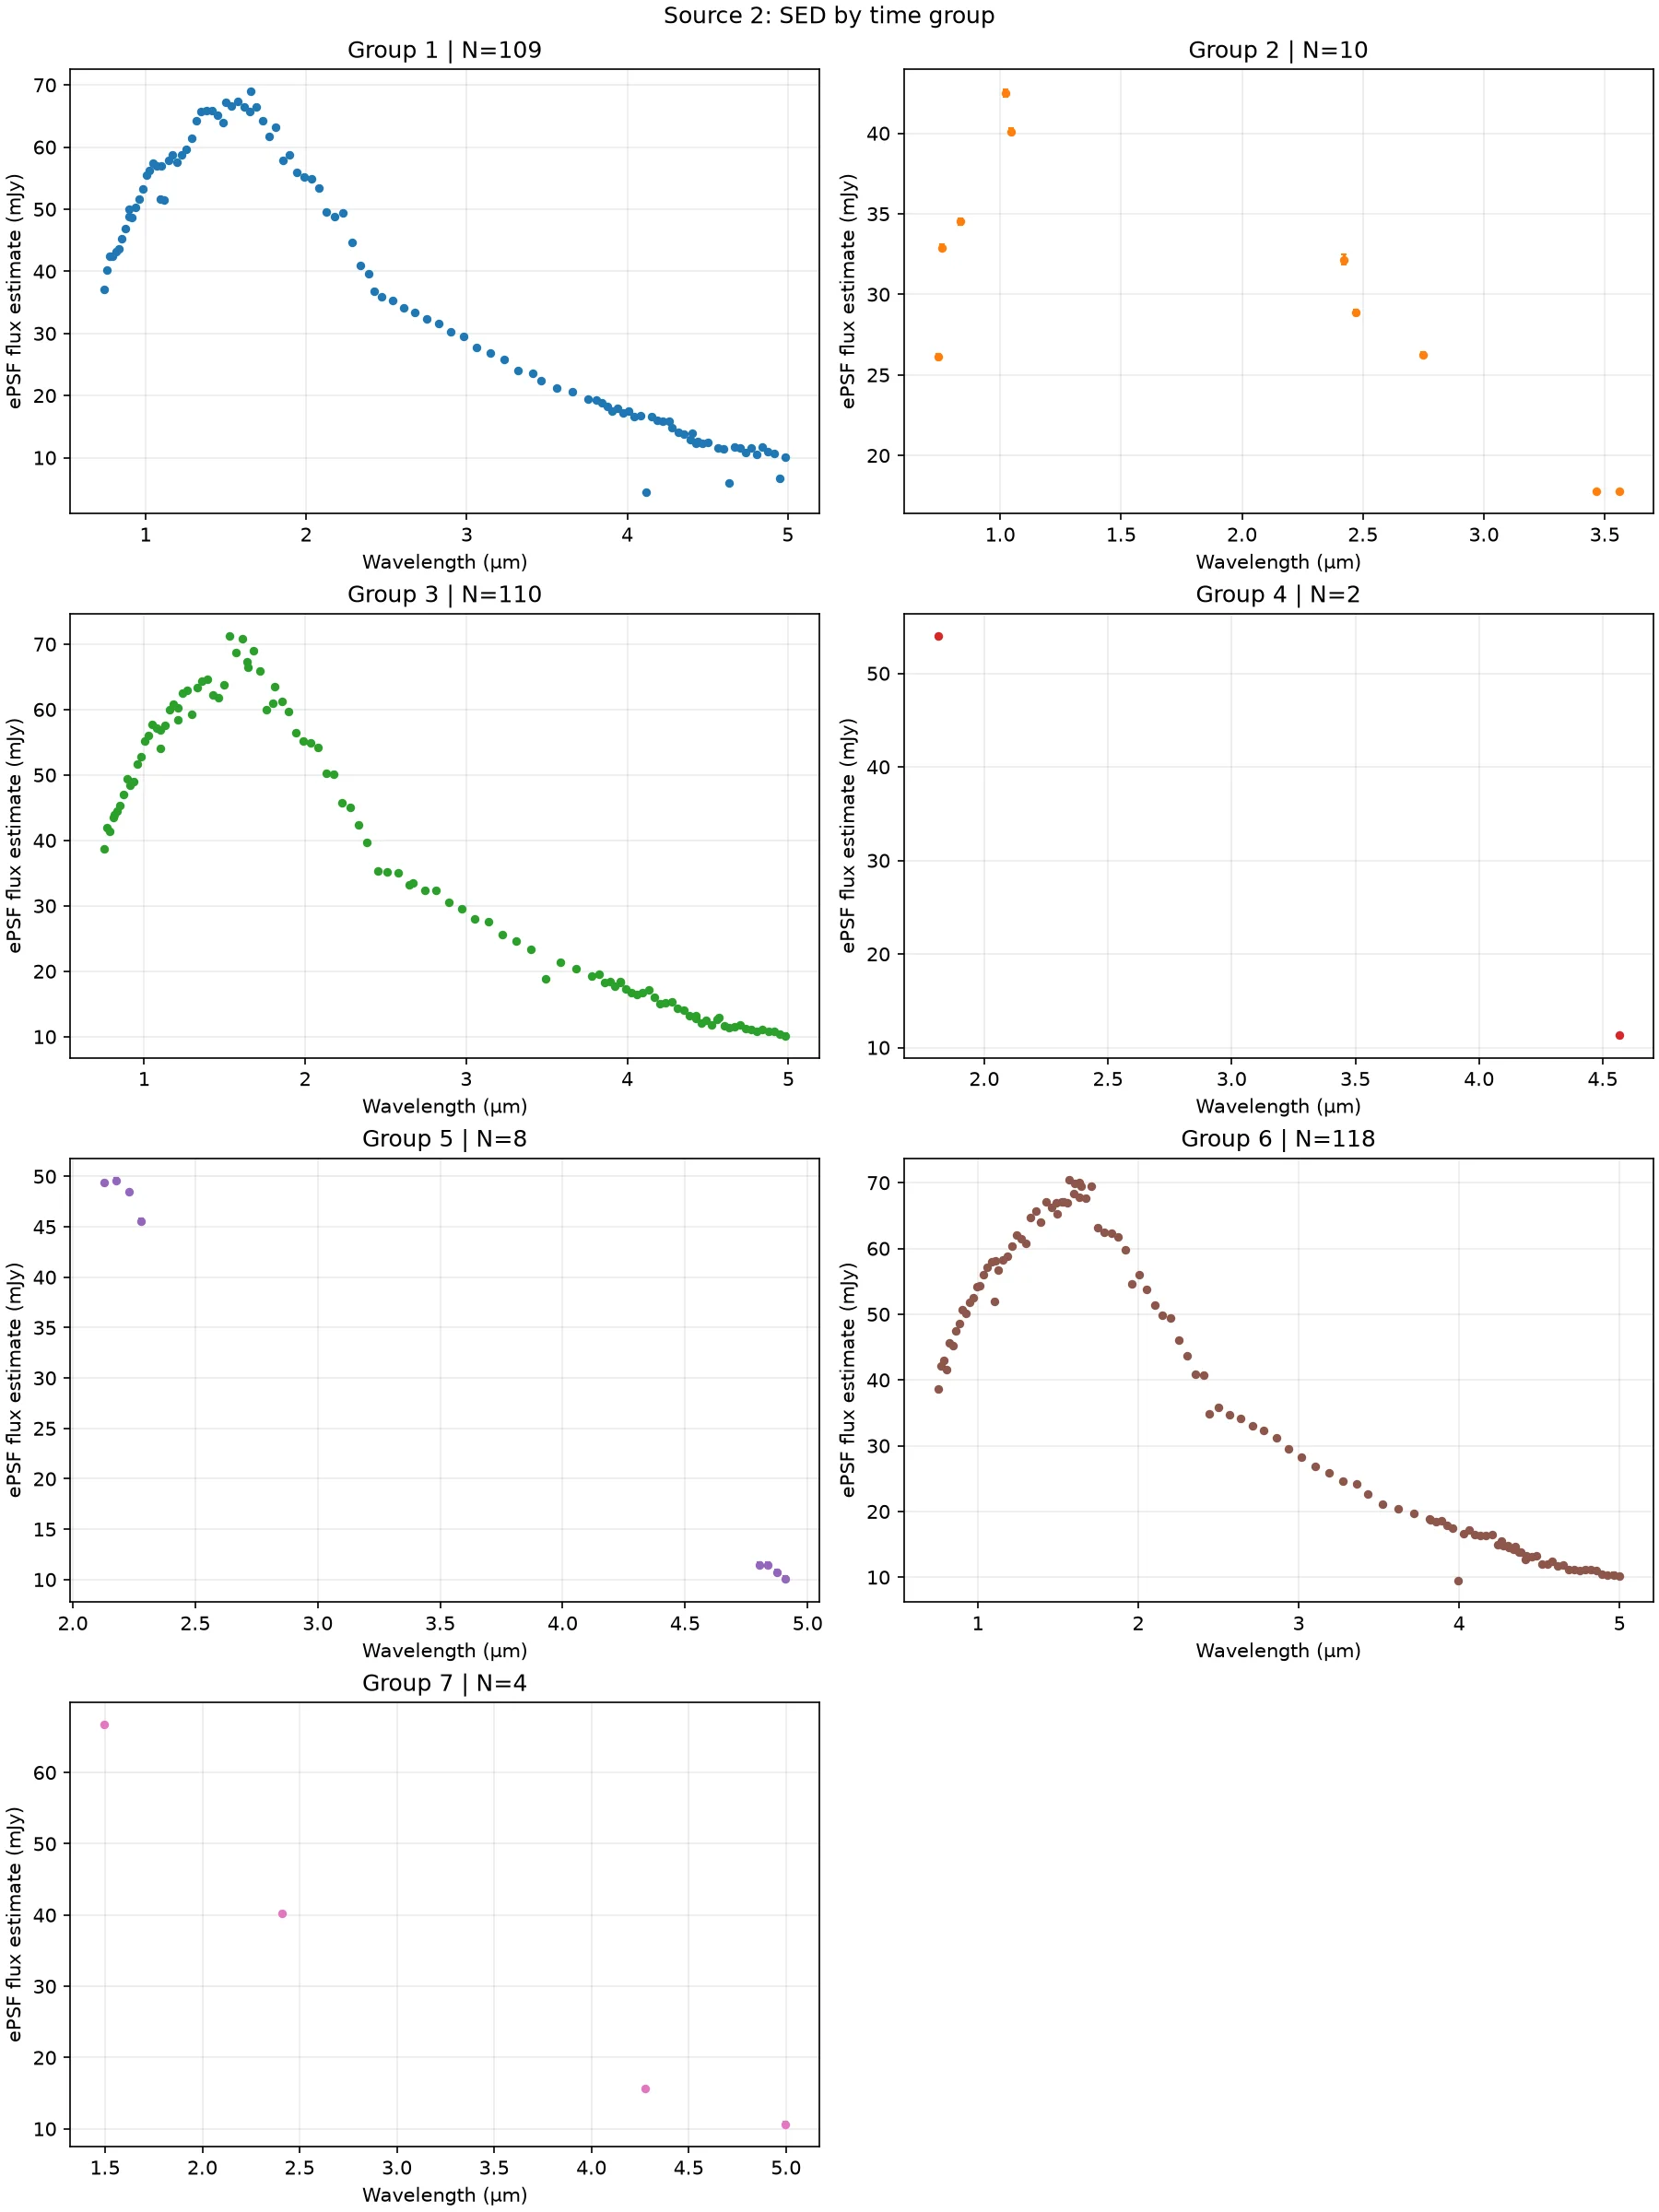 Source 2: SED by time group
Group 1 | N=109
70
60
50
40
30
20
10
ePSF flux estimate (mJy)
1 2 3 4 5
Wavelength (μm)
Group 2 | N=10
40
35
30
25
20
ePSF flux estimate (mJy)
1.0 1.5 2.0 2.5 3.0 3.5
Wavelength (μm)
Group 3 | N=110
70
60
50
40
30
20
10
ePSF flux estimate (mJy)
1 2 3 4 5
Wavelength (μm)
Group 4 | N=2
50
40
30
20
10
ePSF flux estimate (mJy)
2.0 2.5 3.0 3.5 4.0 4.5
Wavelength (μm)
Group 5 | N=8
50
45
40
35
30
25
20
15
10
ePSF flux estimate (mJy)
2.0 2.5 3.0 3.5 4.0 4.5 5.0
Wavelength (μm)
Group 6 | N=118
70
60
50
40
30
20
10
ePSF flux estimate (mJy)
1 2 3 4 5
Wavelength (μm)
Group 7 | N=4
60
50
40
30
20
10
ePSF flux estimate (mJy)
1.5 2.0 2.5 3.0 3.5 4.0 4.5 5.0
Wavelength (μm)